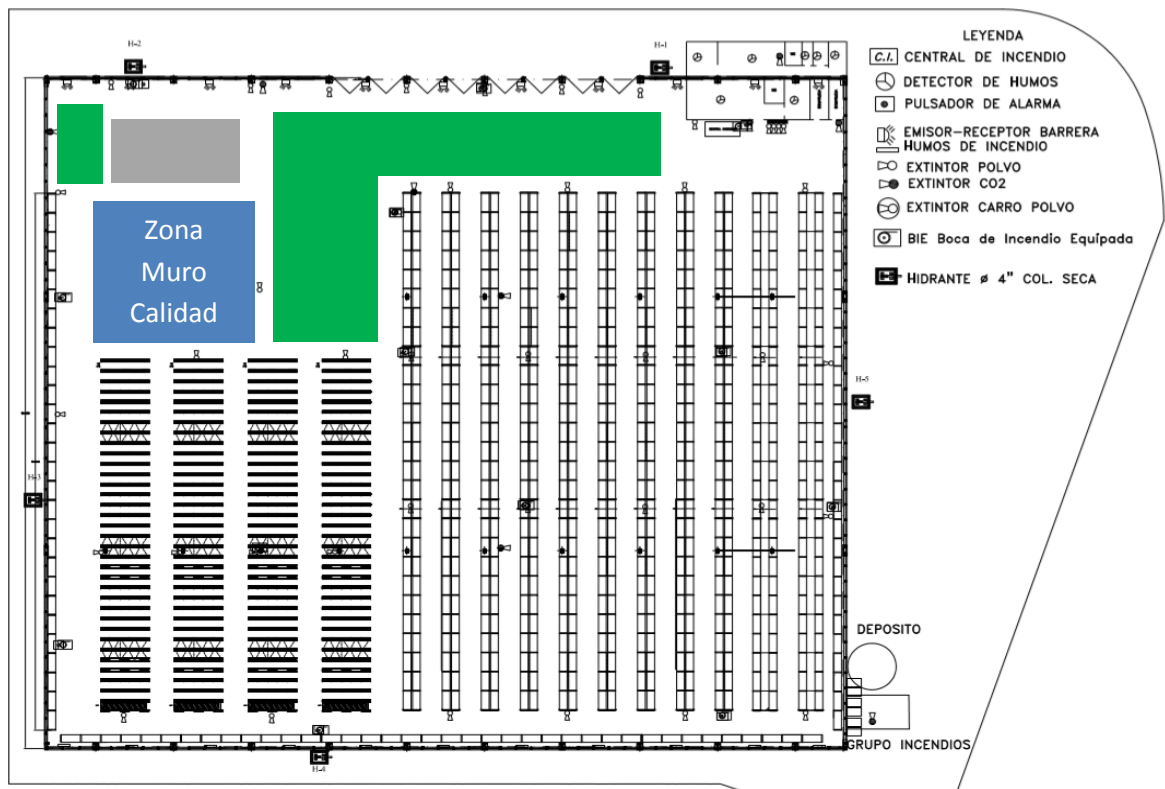 H-2
H-1
LEYENDA
C.I. CENTRAL DE INCENDIO
DETECTOR DE HUMOS
PULSADOR DE ALARMA
EMISOR-RECEPTOR BARRERA
HUMOS DE INCENDIO
EXTINTOR POLVO
EXTINTOR CO2
EXTINTOR CARRO POLVO
BIE Boca de Incendio Equipada
HIDRANTE ø 4" COL. SECA
Zona
Muro
Calidad
H-5
H-3
DEPOSITO
GRUPO INCENDIOS
H-4